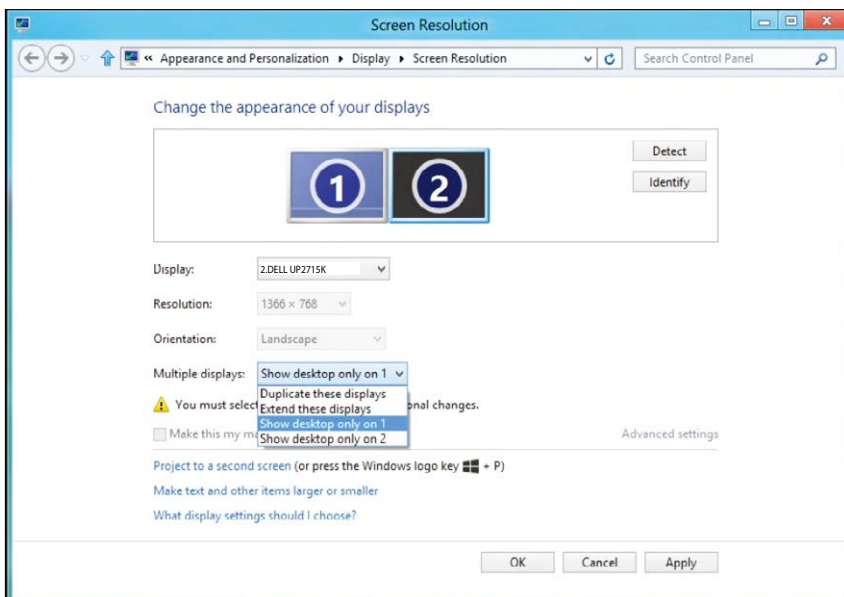 Screen Resolution
« Appearance and Personalization ▸ Display ▸ Screen Resolution
Search Control Panel
Change the appearance of your displays
1 2
Detect
Identify
Display: 2.DELL UP2715K
Resolution: 1366 × 768
Orientation: Landscape
Multiple displays: Show desktop only on 1
Duplicate these displays
⚠ You must selec onal changes.
Extend these displays
Show desktop only on 1
Make this my m Advanced settings
Show desktop only on 2
Project to a second screen (or press the Windows logo key + P)
Make text and other items larger or smaller
What display settings should I choose?
OK Cancel Apply